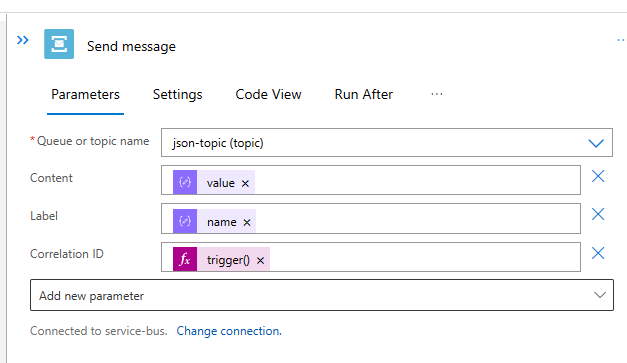 Send message
Parameters Settings Code View Run After ...
* Queue or topic name json-topic (topic)
Content value ×
Label name ×
Correlation ID fx trigger() ×
Add new parameter
Connected to service-bus. Change connection.